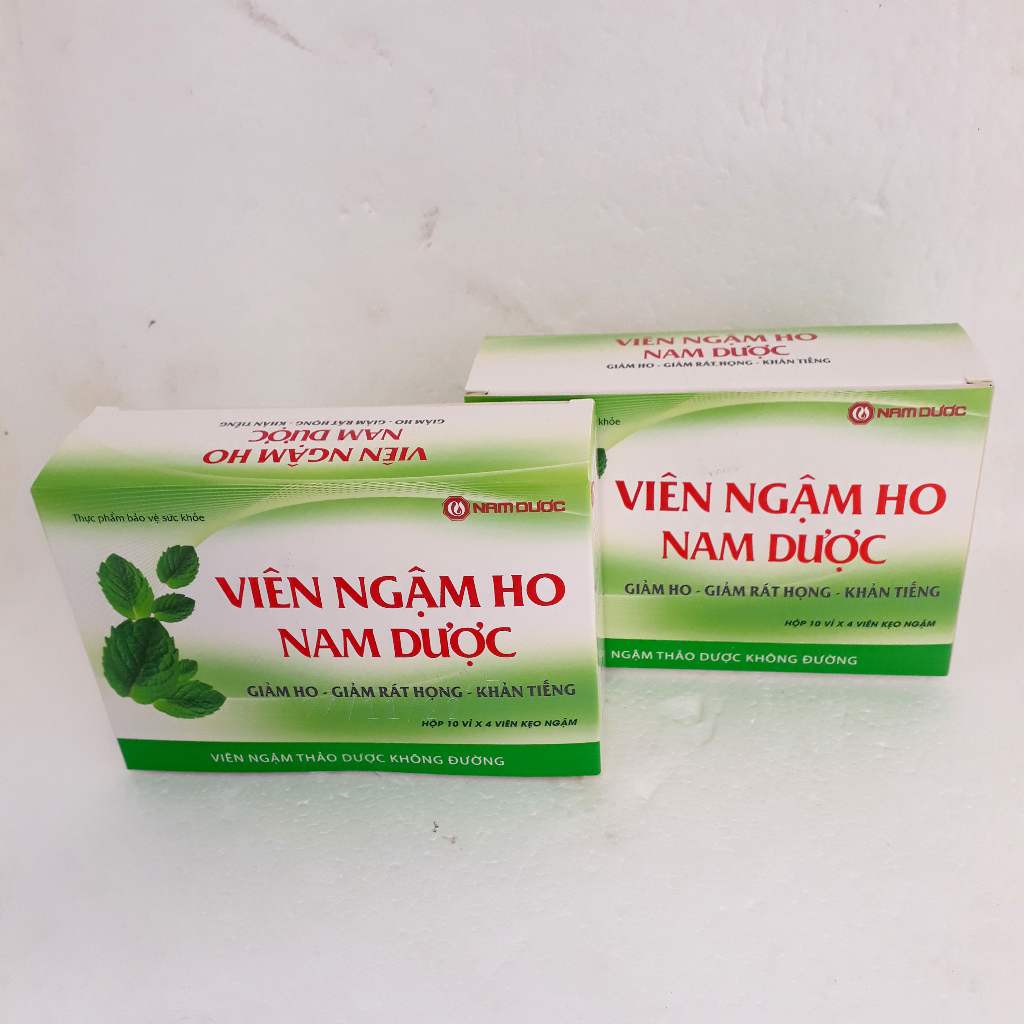 VIÊN NGẬM HO
NAM DƯỢC
GIẢM HO - GIẢM RÁT HỌNG - KHẢN TIẾNG
Thực phẩm bảo vệ sức khỏe
NAM DƯỢC
VIÊN NGẬM HO
NAM DƯỢC
GIẢM HO - GIẢM RÁT HỌNG - KHẢN TIẾNG
HỘP 10 VỈ X 4 VIÊN KẸO NGẬM
VIÊN NGẬM THẢO DƯỢC KHÔNG ĐƯỜNG
VIÊN NGẬM HO
NAM DƯỢC
GIẢM HO - GIẢM RÁT HỌNG - KHẢN TIẾNG
khỏe
NAM DƯỢC
VIÊN NGẬM HO
NAM DƯỢC
GIẢM HO - GIẢM RÁT HỌNG - KHẢN TIẾNG
HỘP 10 VỈ X 4 VIÊN KẸO NGẬM
NGẬM THẢO DƯỢC KHÔNG ĐƯỜNG